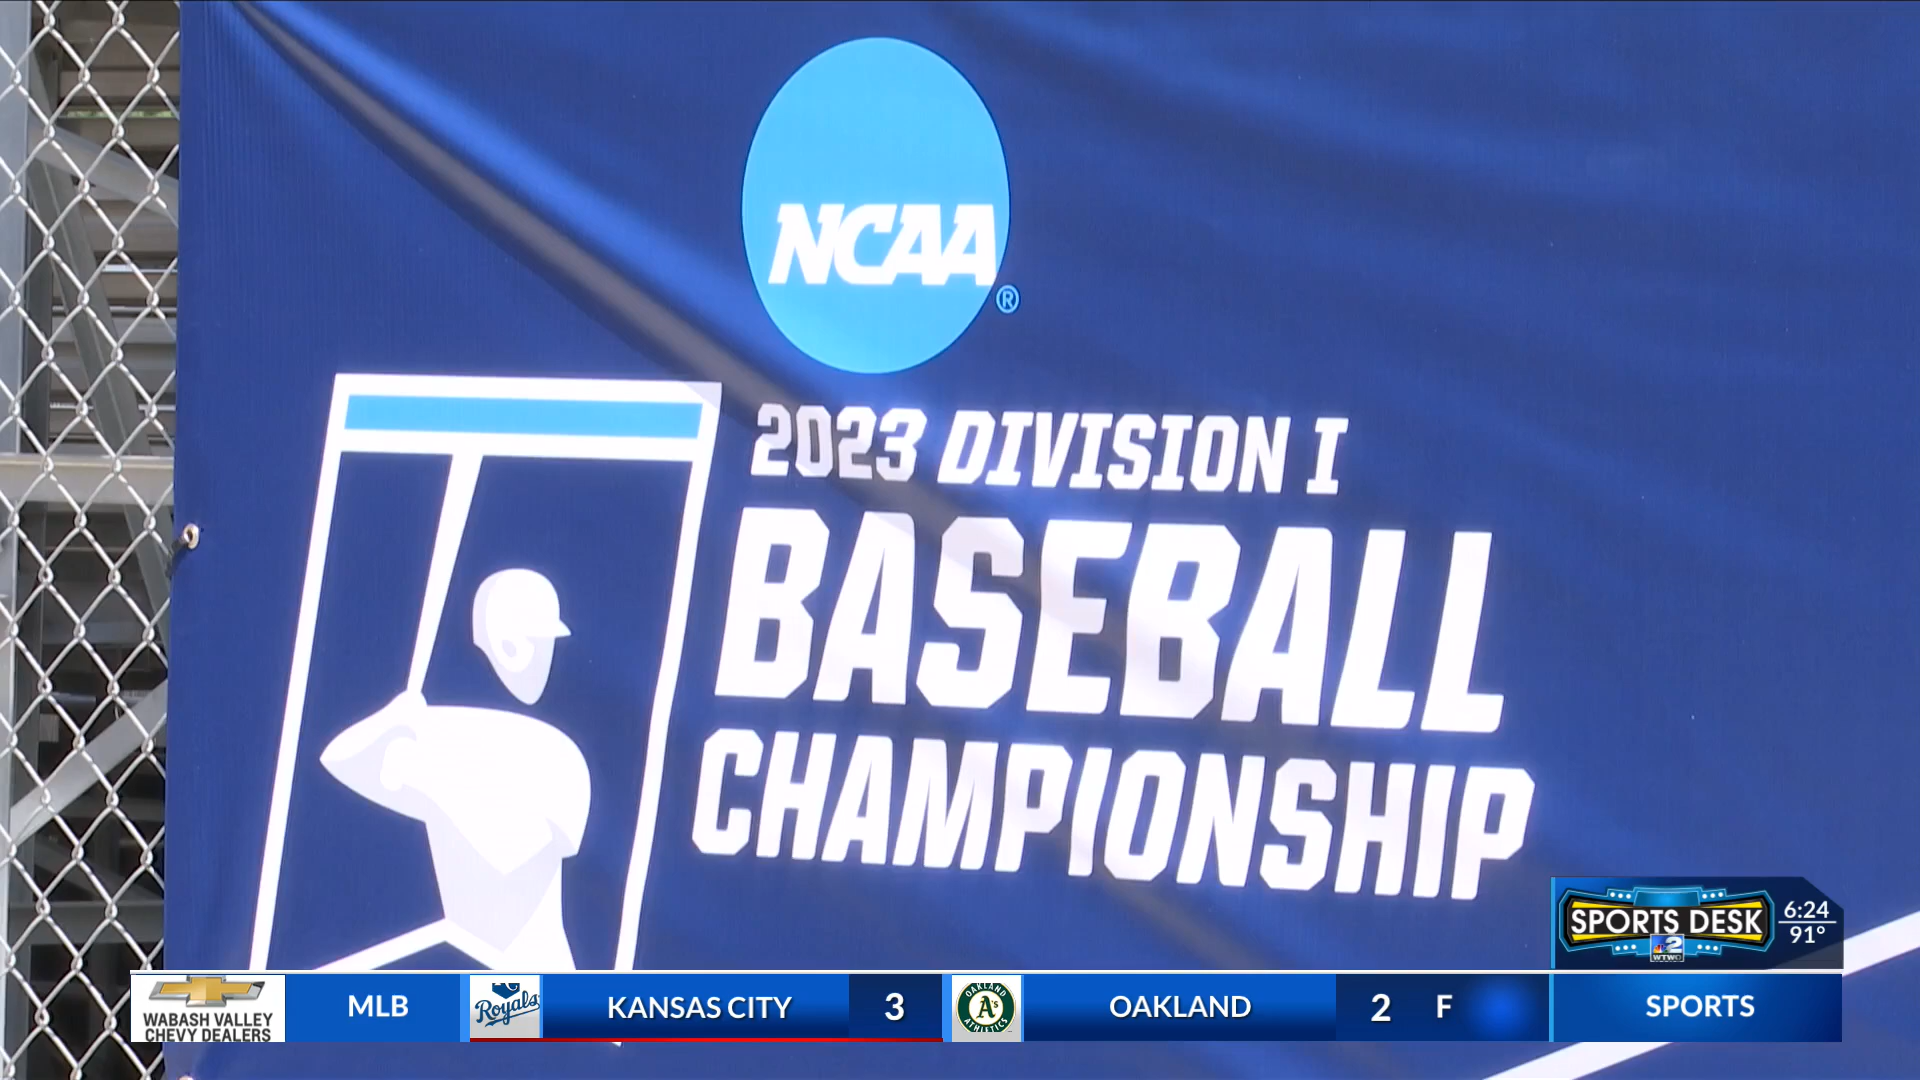 NCAA
®
2023 DIVISION I
BASEBALL
CHAMPIONSHIP
SPORTS DESK
2
WTWO
6:24
91°
WABASH VALLEY
CHEVY DEALERS
MLB
Royals
KANSAS CITY
3
OAKLAND
A's
ATHLETICS
OAKLAND
2
F
SPORTS